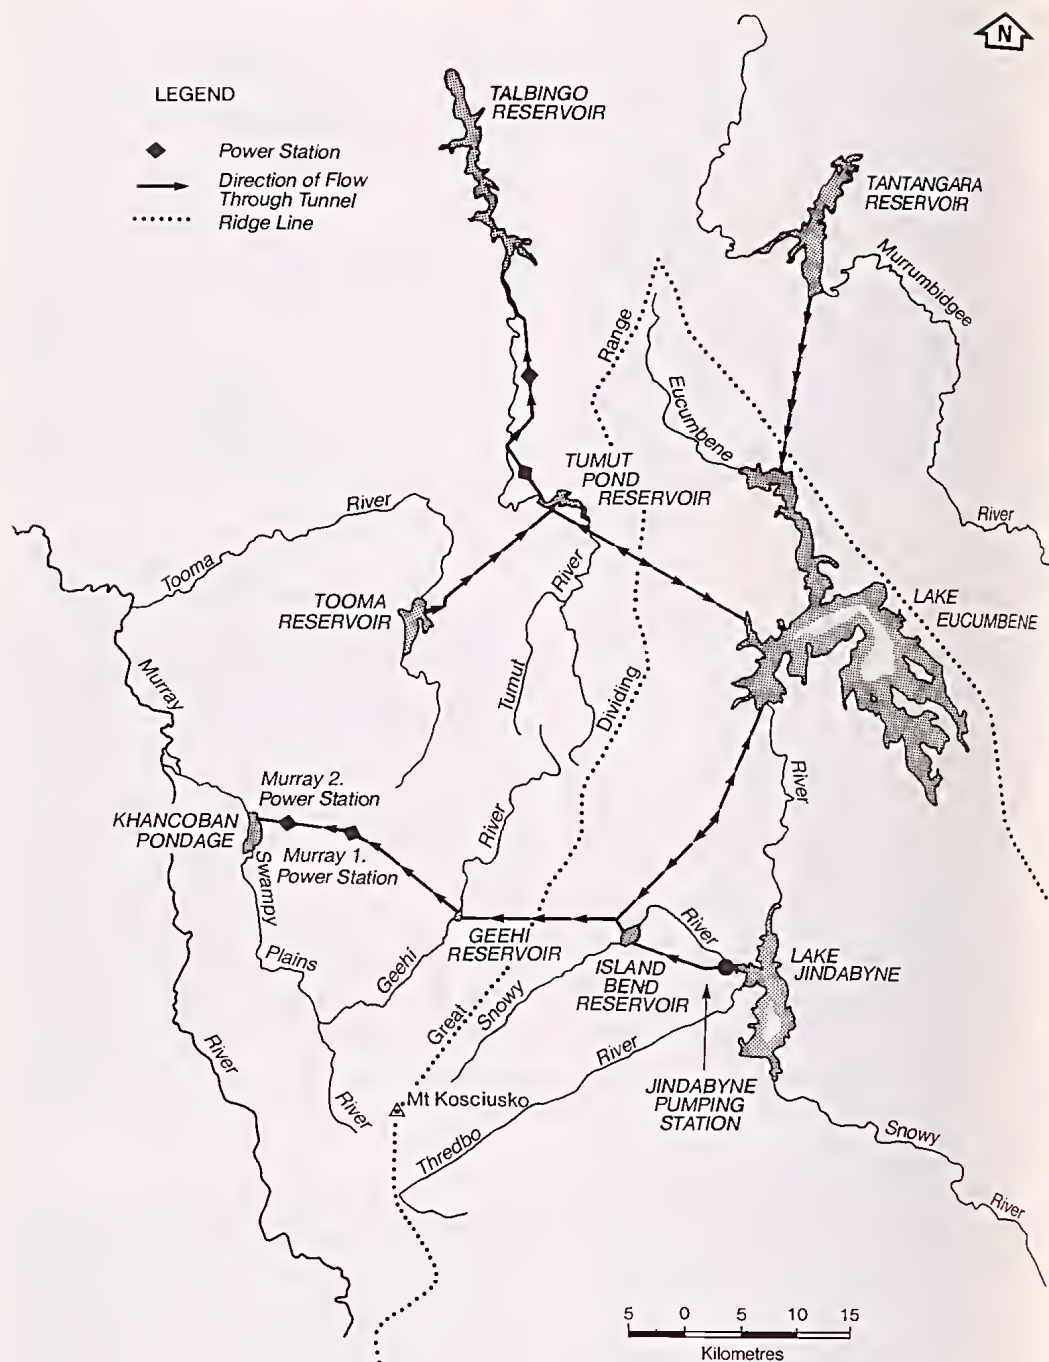 N
LEGEND
Power Station
Direction of Flow
Through Tunnel
Ridge Line
TALBINGO
RESERVOIR
TANTANGARA
RESERVOIR
Murrumbidgee
River
Range
Eucumbene
TUMUT
POND
RESERVOIR
Tooma
River
TOOMA
RESERVOIR
River
Tumut
Dividing
LAKE
EUCUMBENE
Murray
Murray 2.
Power Station
KHANCOBAN
PONDAGE
Murray 1.
Power Station
River
River
Swampy
Plains
River
Geehi
GEEHI
RESERVOIR
River
ISLAND
BEND
RESERVOIR
LAKE
JINDABYNE
Great
Snowy
River
River
JINDABYNE
PUMPING
STATION
Mt Kosciusko
Thredbo
Snowy
River
5 0 5 10 15
Kilometres